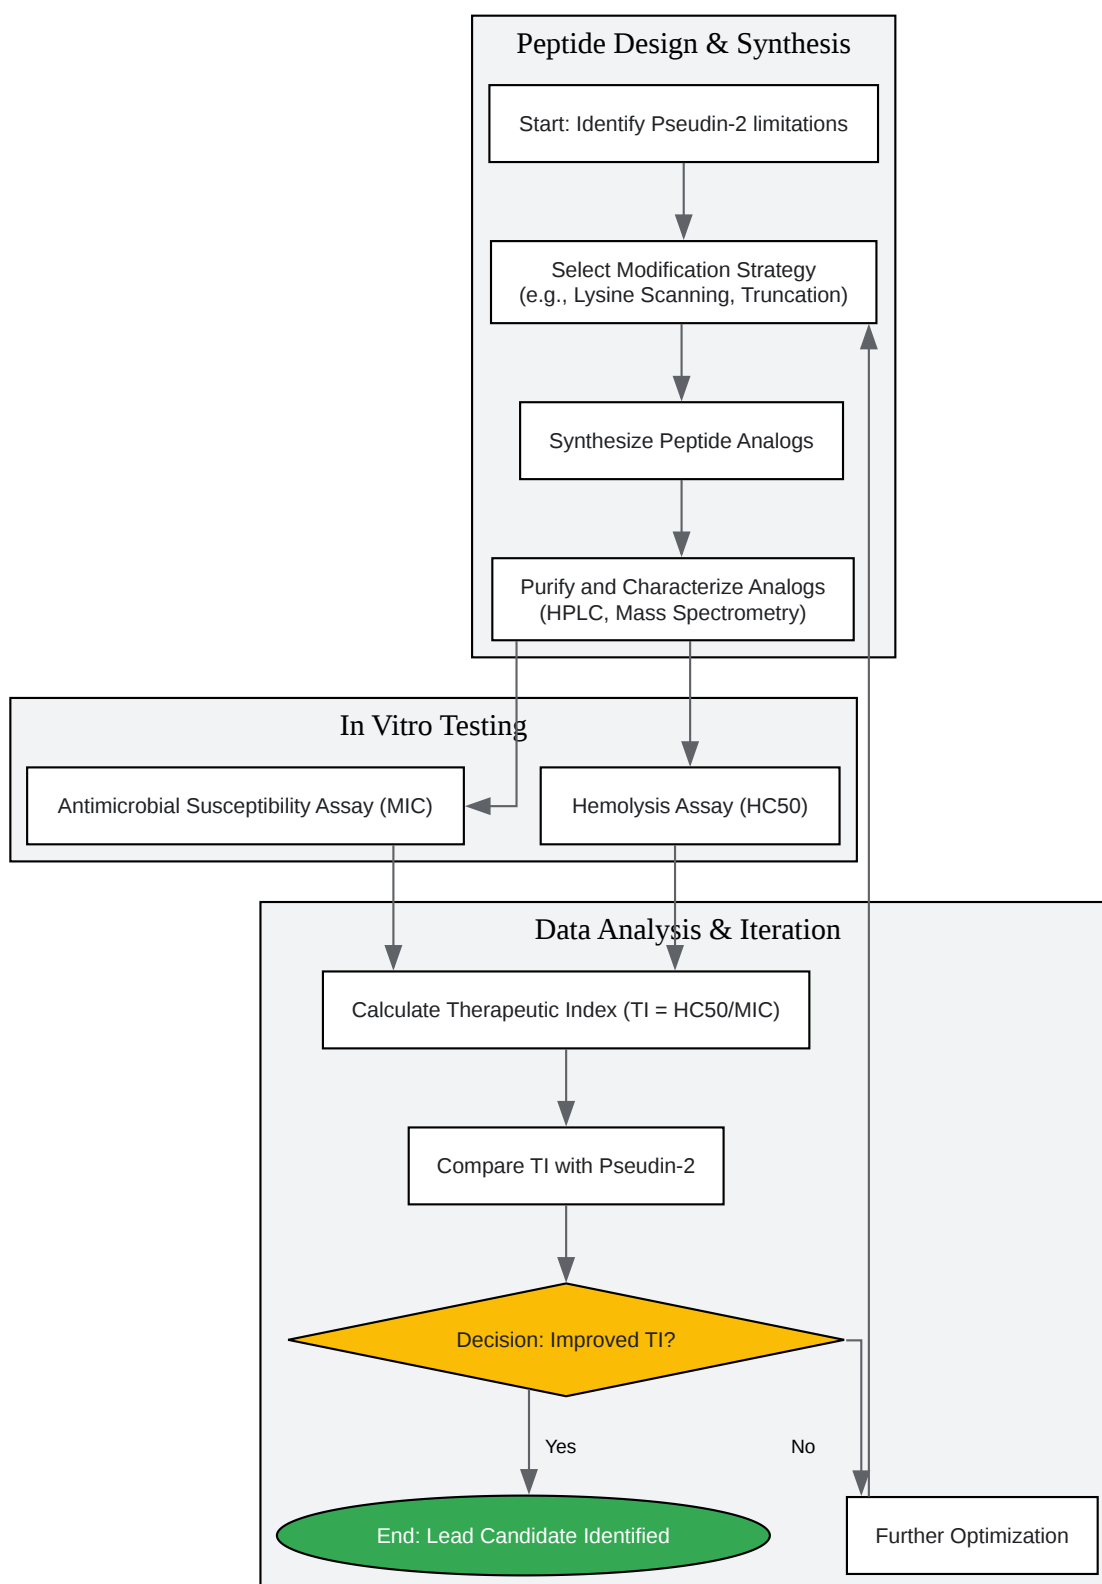 Peptide Design & Synthesis
Start: Identify Pseudin-2 limitations
Select Modification Strategy
(e.g., Lysine Scanning, Truncation)
Synthesize Peptide Analogs
Purify and Characterize Analogs
(HPLC, Mass Spectrometry)
In Vitro Testing
Antimicrobial Susceptibility Assay (MIC)
Hemolysis Assay (HC50)
Data Analysis & Iteration
Calculate Therapeutic Index (TI = HC50/MIC)
Compare TI with Pseudin-2
Decision: Improved TI?
Yes
No
End: Lead Candidate Identified
Further Optimization